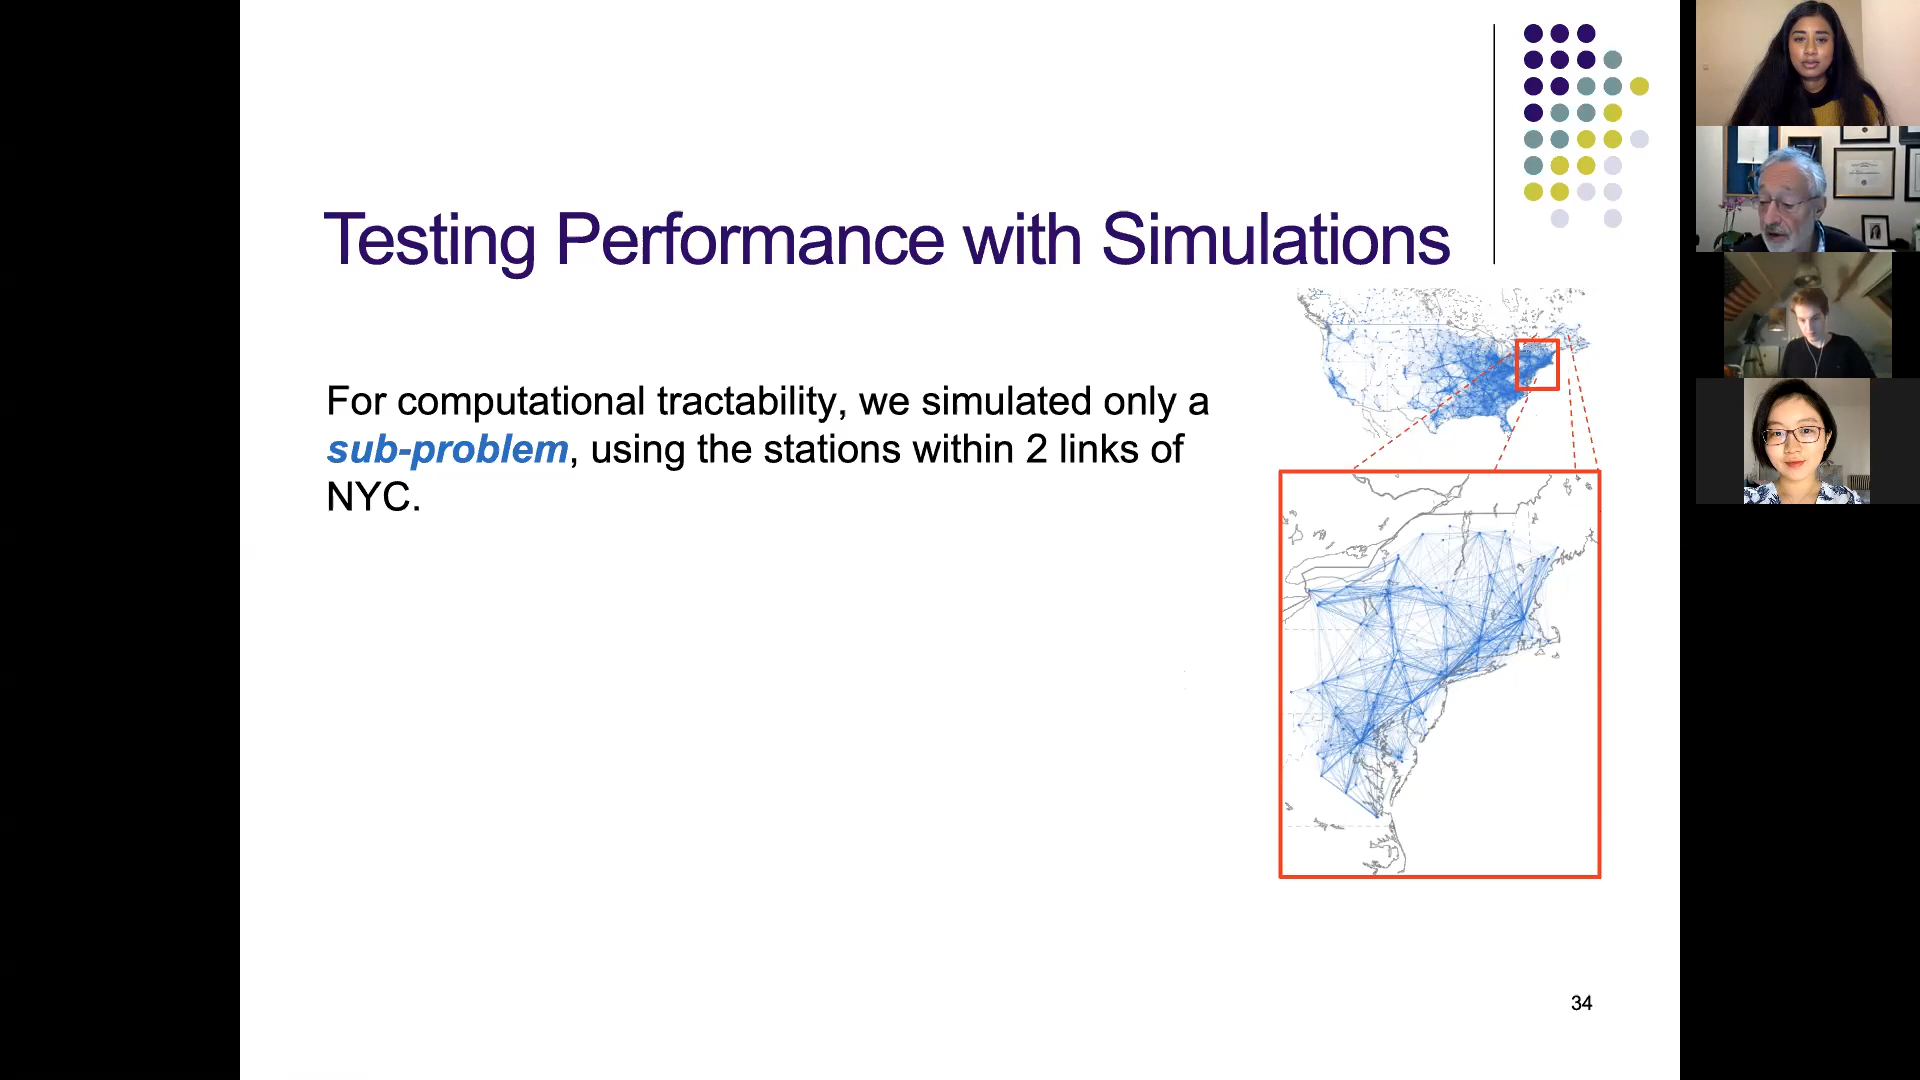 Testing Performance with Simulations
For computational tractability, we simulated only a
sub-problem, using the stations within 2 links of
NYC.
34